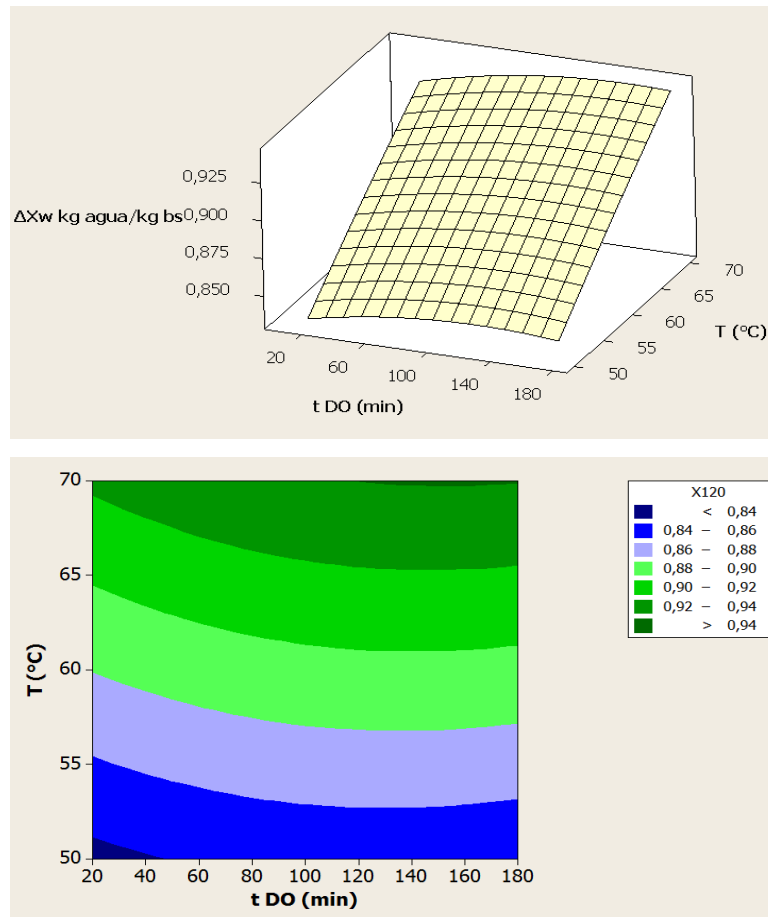 0,925
0,900
0,875
0,850
ΔXw kg agua/kg bs
20
60
100
140
180
t DO (min)
50
55
60
65
70
T (°C)
70
65
60
55
50
T (°C)
20 40 60 80 100 120 140 160 180
t DO (min)
X120
< 0,84
0,84 – 0,86
0,86 – 0,88
0,88 – 0,90
0,90 – 0,92
0,92 – 0,94
> 0,94